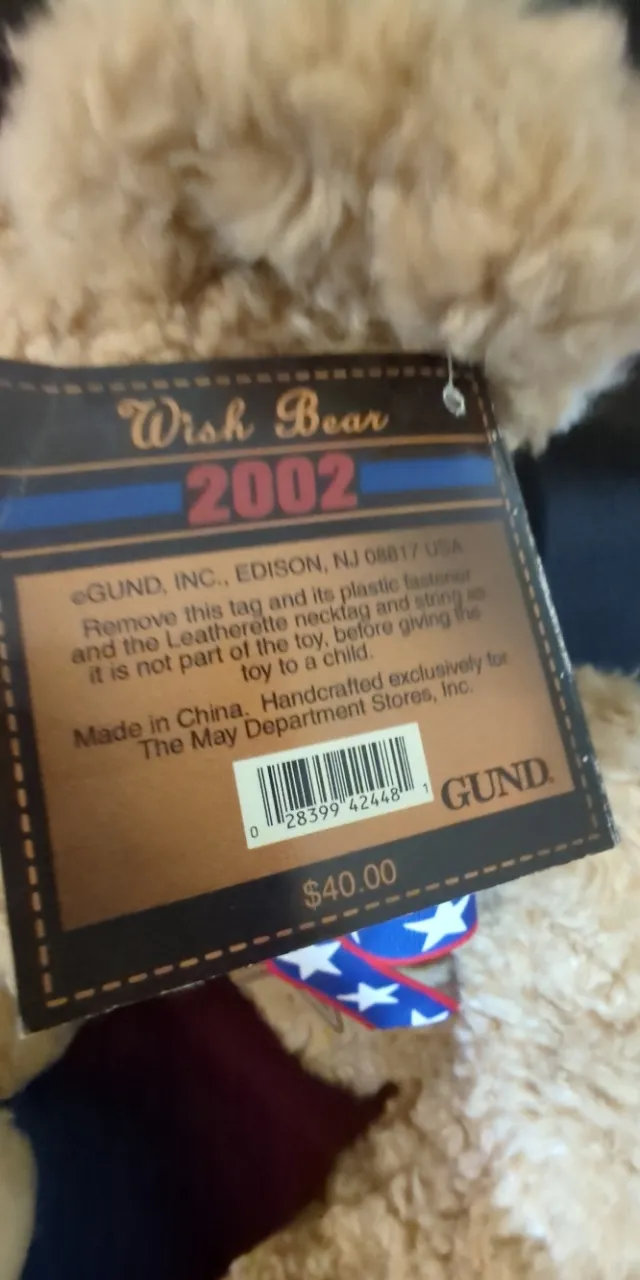 Wish Bear
2002
©GUND, INC., EDISON, NJ 08817 USA
Remove this tag and its plastic fastener
and the Leatherette necktag and string as
it is not part of the toy, before giving the
toy to a child.
Made in China. Handcrafted exclusively for
The May Department Stores, Inc.
0 28399 42448 1
GUND®
$40.00